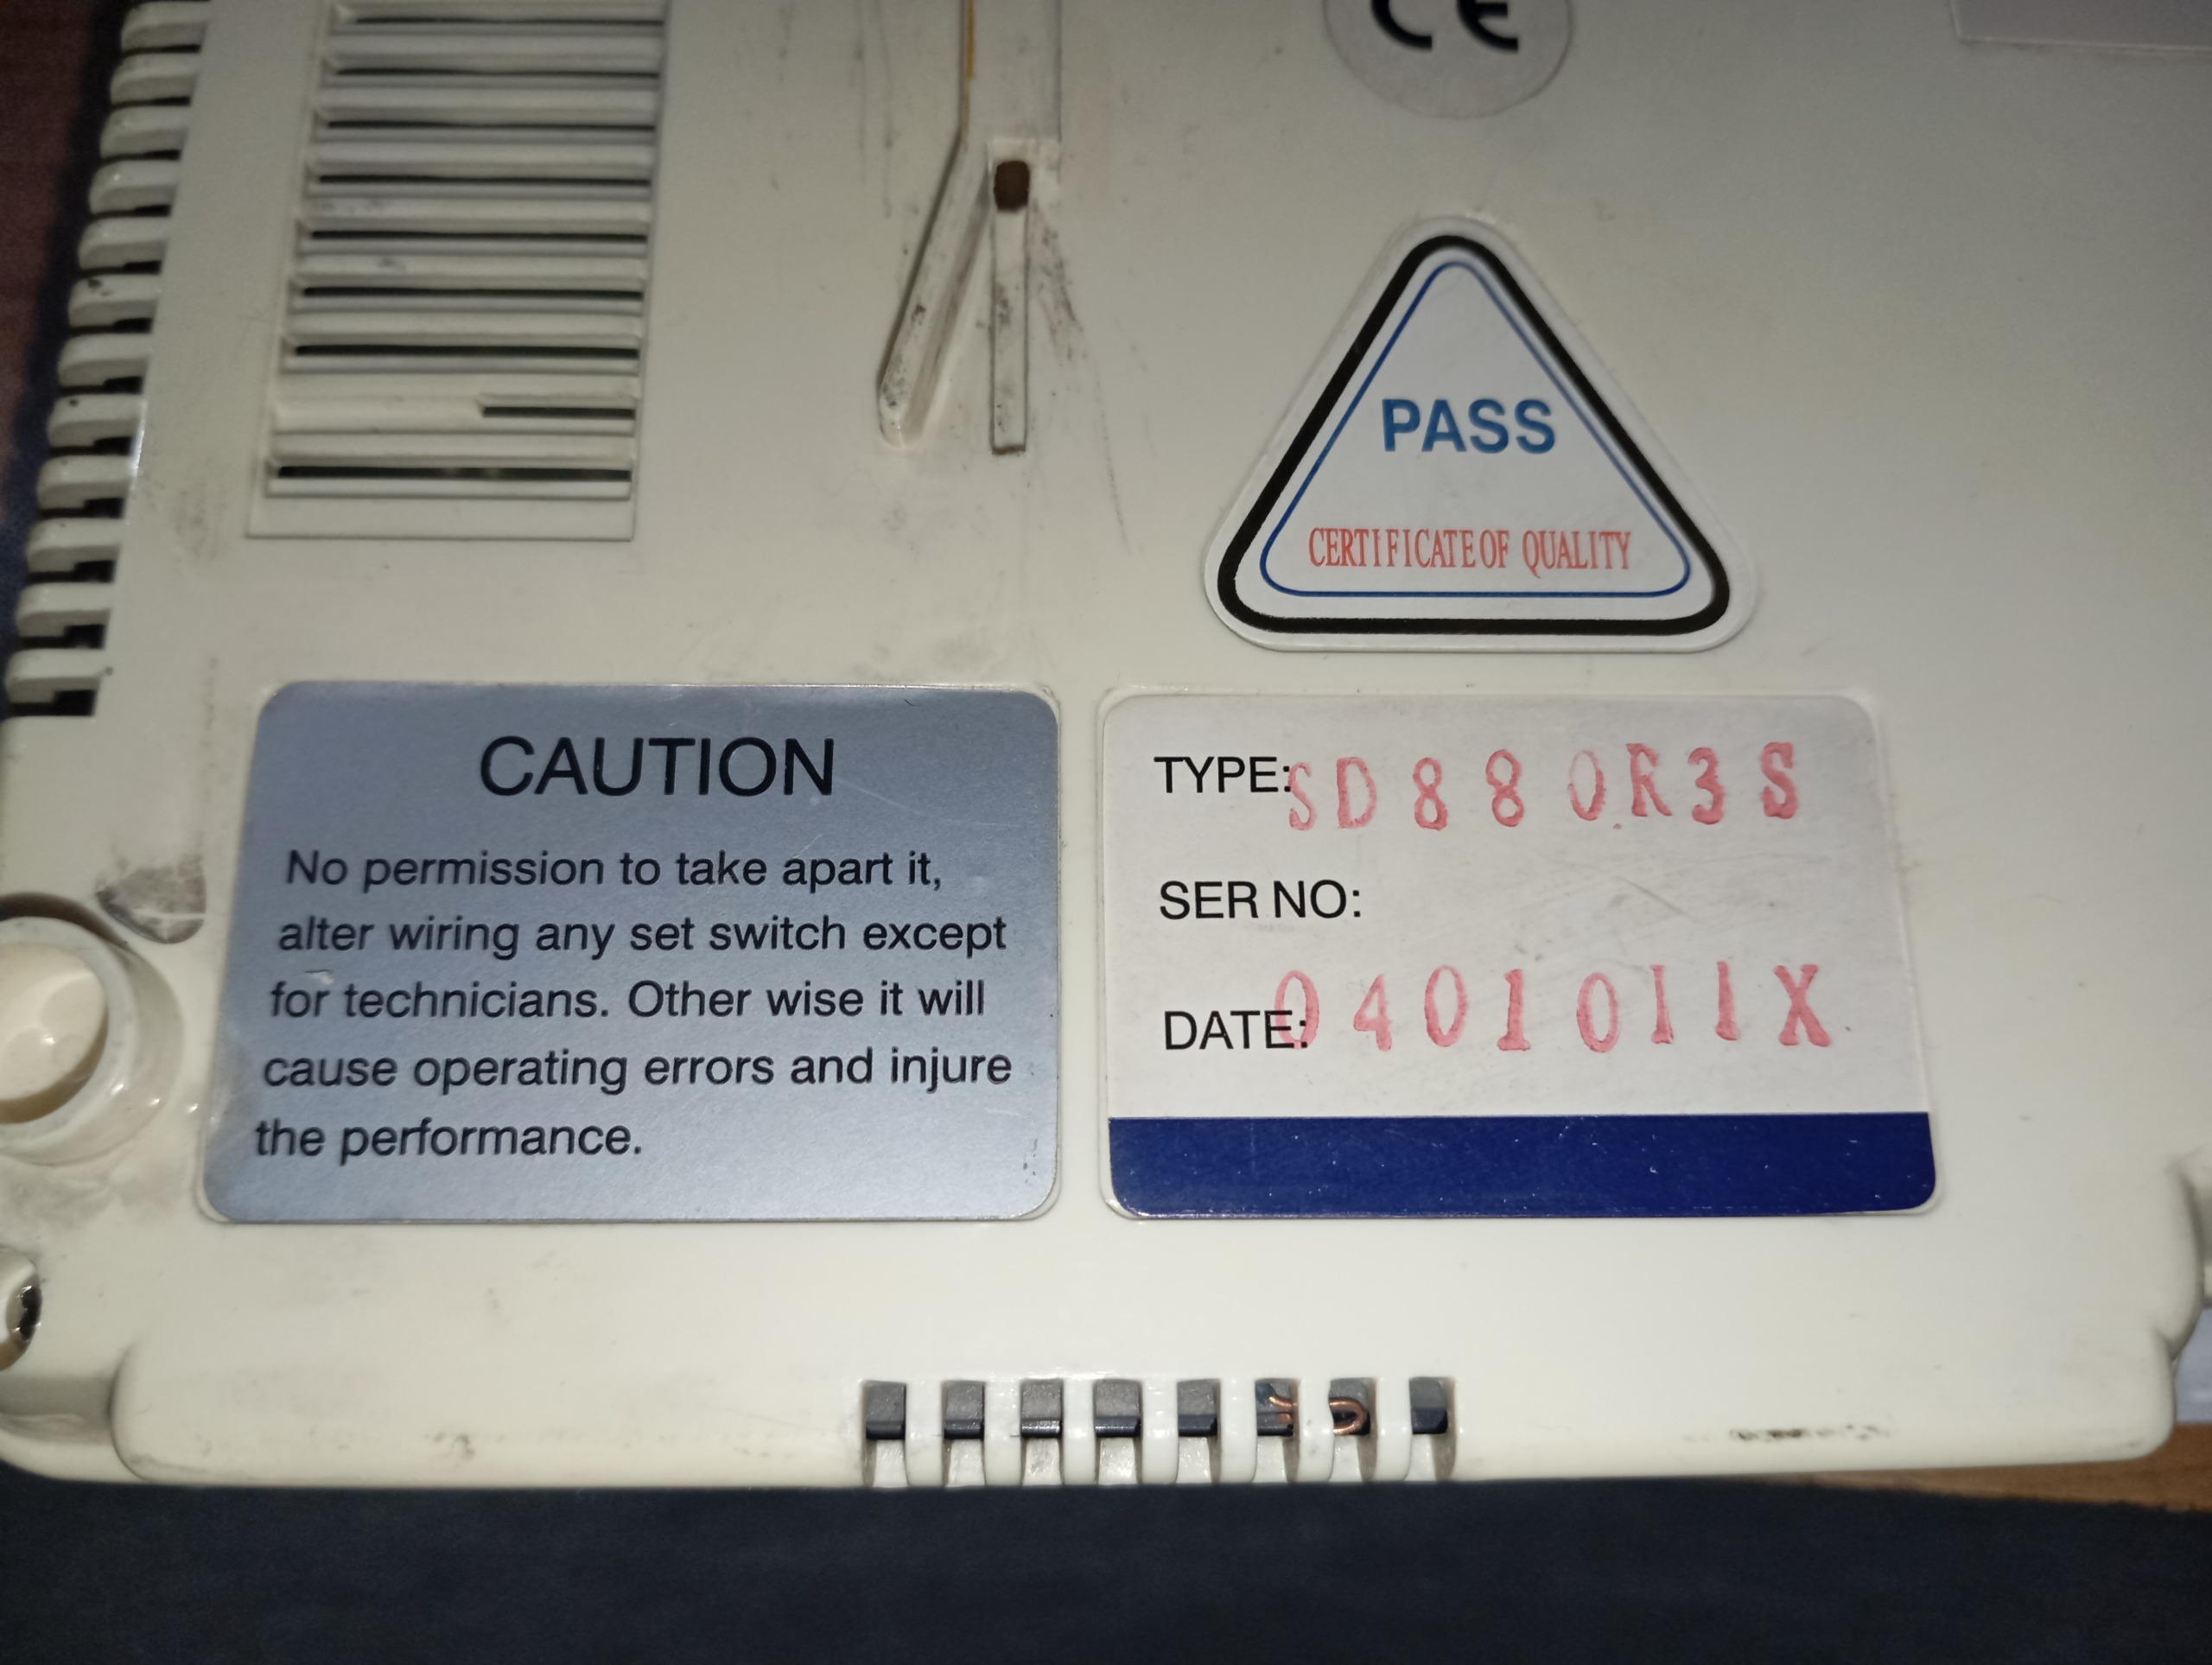 CE
PASS
CERTIFICATE OF QUALITY
CAUTION
No permission to take apart it,
alter wiring any set switch except
for technicians. Other wise it will
cause operating errors and injure
the performance.
TYPE: SD880R3S
SER NO:
DATE: 0401011X